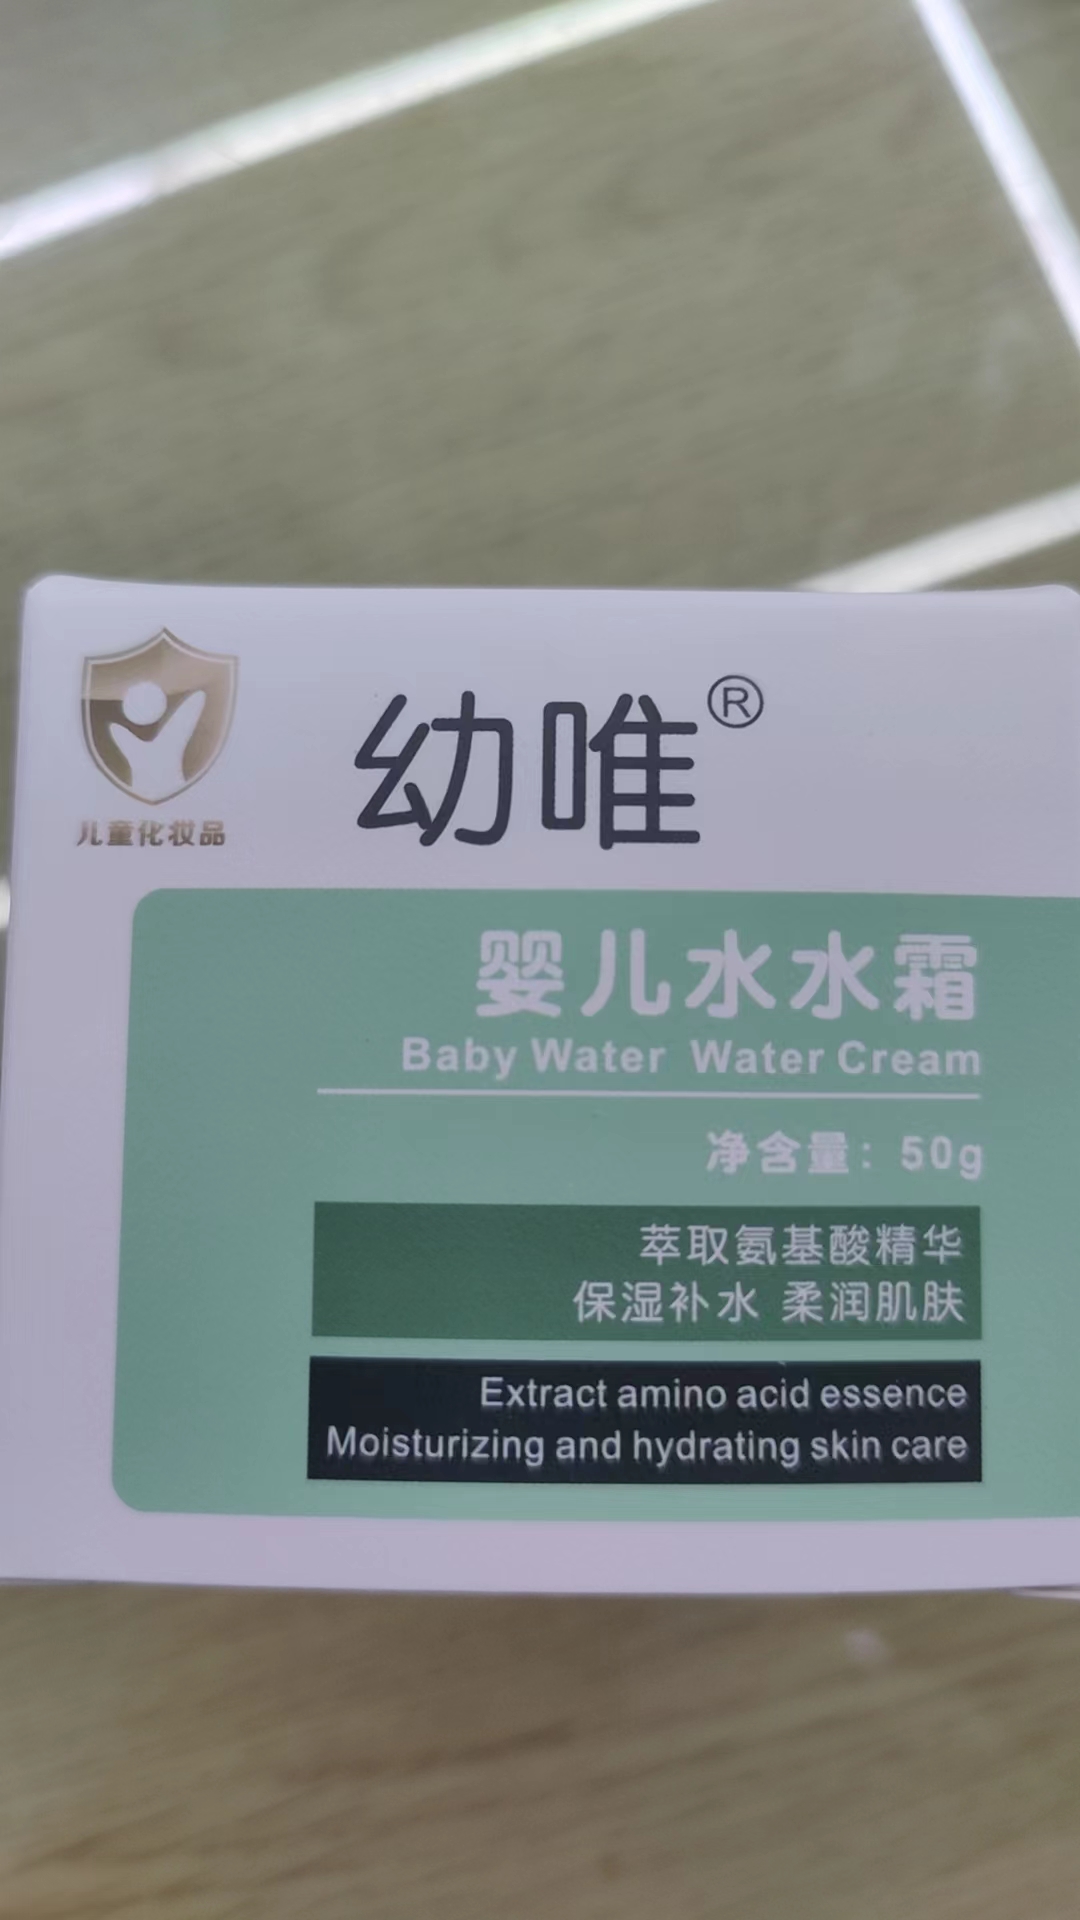 幼唯®
儿童化妆品
婴儿水水霜
Baby Water Water Cream
净含量：50g
萃取氨基酸精华
保湿补水 柔润肌肤
Extract amino acid essence
Moisturizing and hydrating skin care